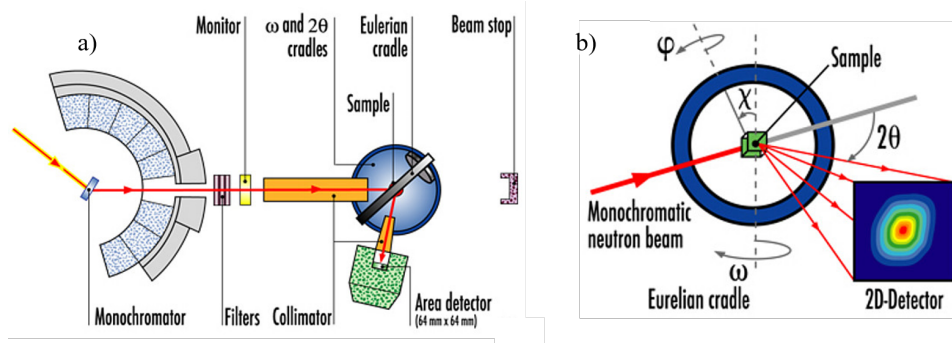 a)
Monitor
ω and 2θ
cradles
Eulerian
cradle
Beam stop
Sample
Monochromator
Filters
Collimator
Area detector
(64 mm x 64 mm)
b)
φ
Sample
χ
2θ
Monochromatic
neutron beam
ω
Eurelian cradle
2D-Detector